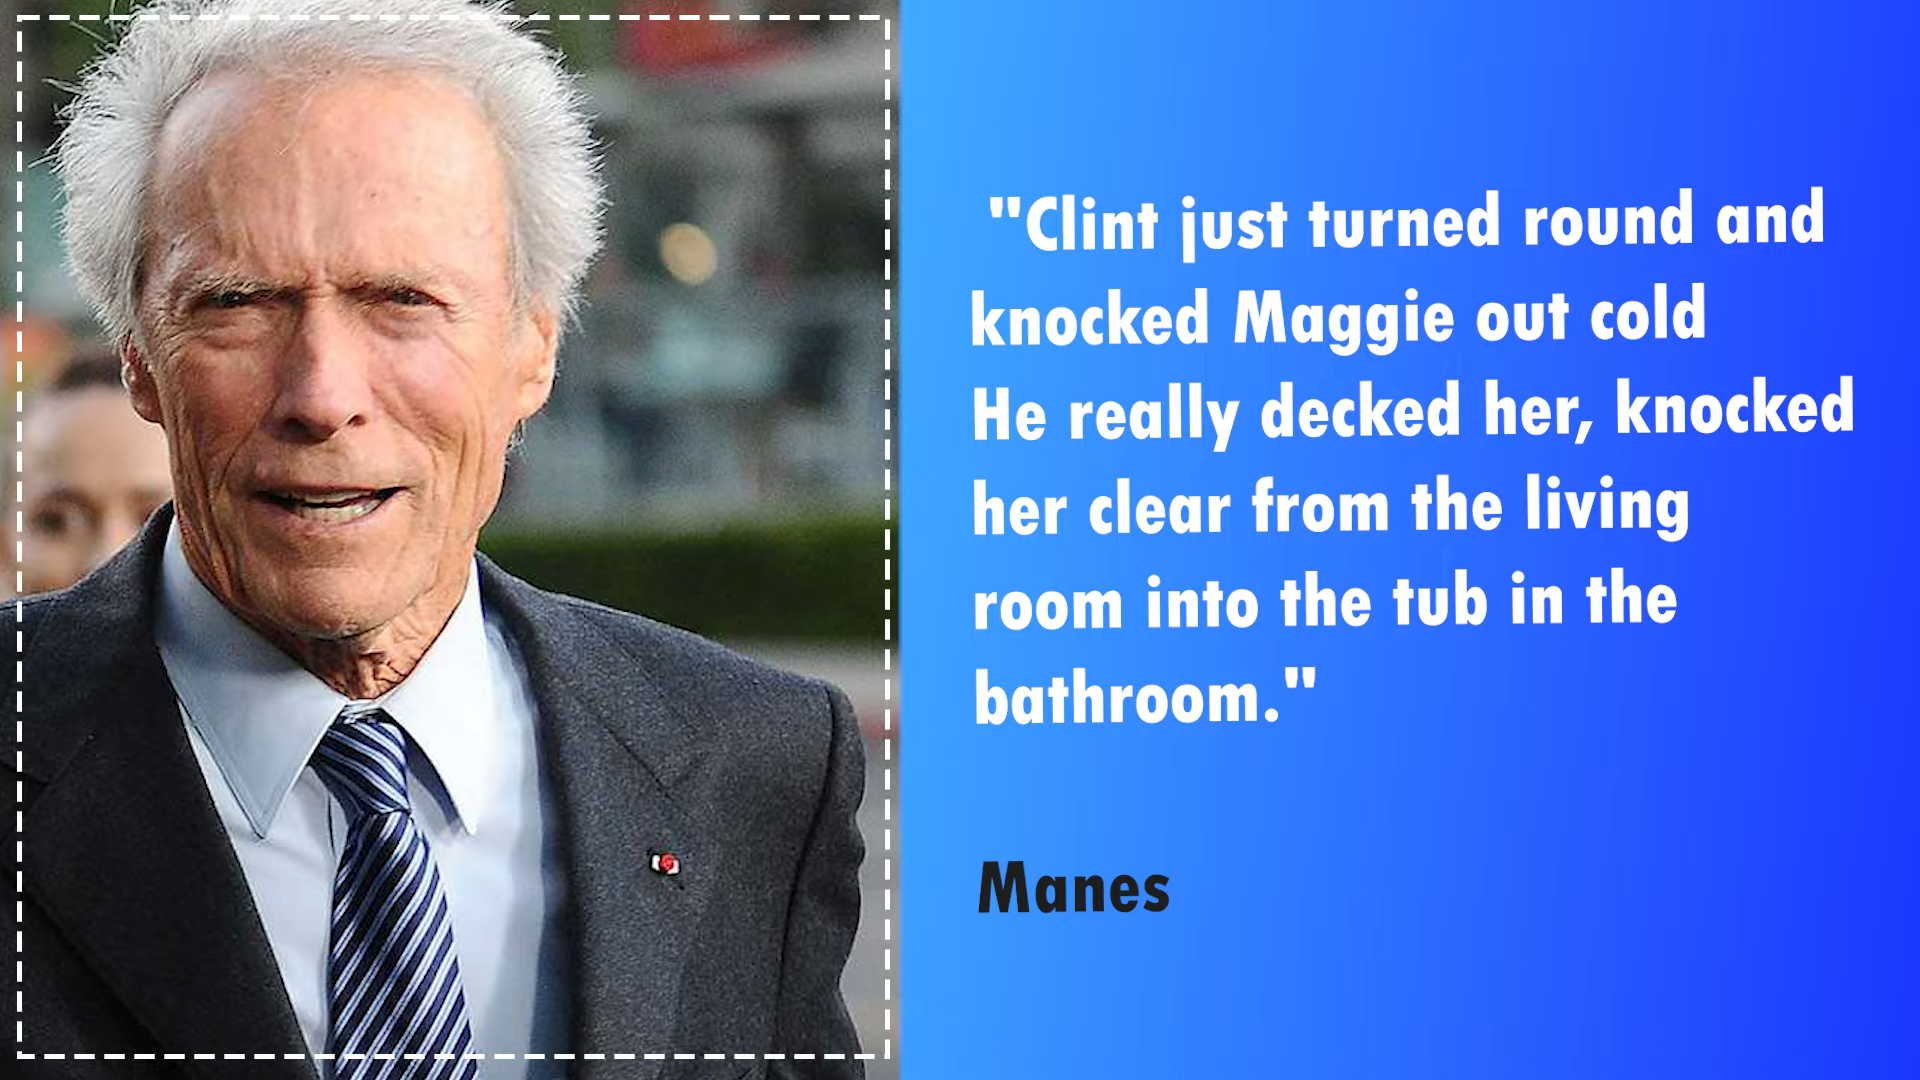 "Clint just turned round and
knocked Maggie out cold
He really decked her, knocked
her clear from the living
room into the tub in the
bathroom."
Manes